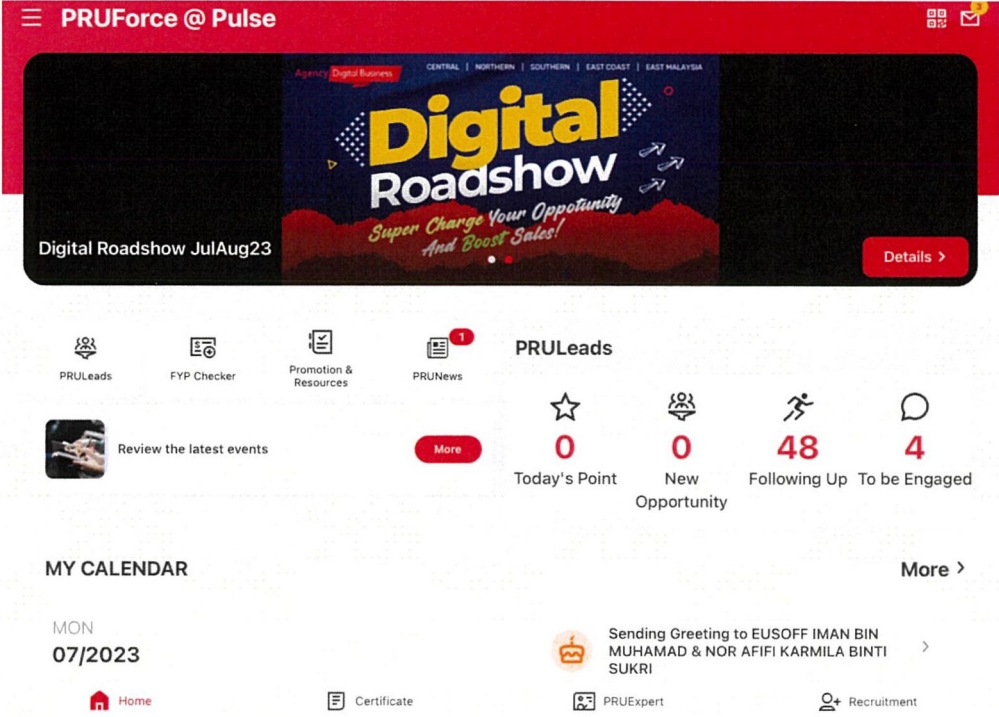 PRUForce @ Pulse
3
Agency Digital Business
CENTRAL | NORTHERN | SOUTHERN | EAST COAST | EAST MALAYSIA
Digital
Roadshow
Super Charge Your Oppotunity
And Boost Sales!
Digital Roadshow JulAug23
Details >
PRULeads
FYP Checker
Promotion &
Resources
1
PRUNews
Review the latest events
More
PRULeads
0
Today's Point
0
New
Opportunity
48
Following Up
4
To be Engaged
MY CALENDAR
More >
MON
07/2023
Sending Greeting to EUSOFF IMAN BIN
MUHAMAD & NOR AFIFI KARMILA BINTI
SUKRI
Home
Certificate
PRUExpert
Recruitment